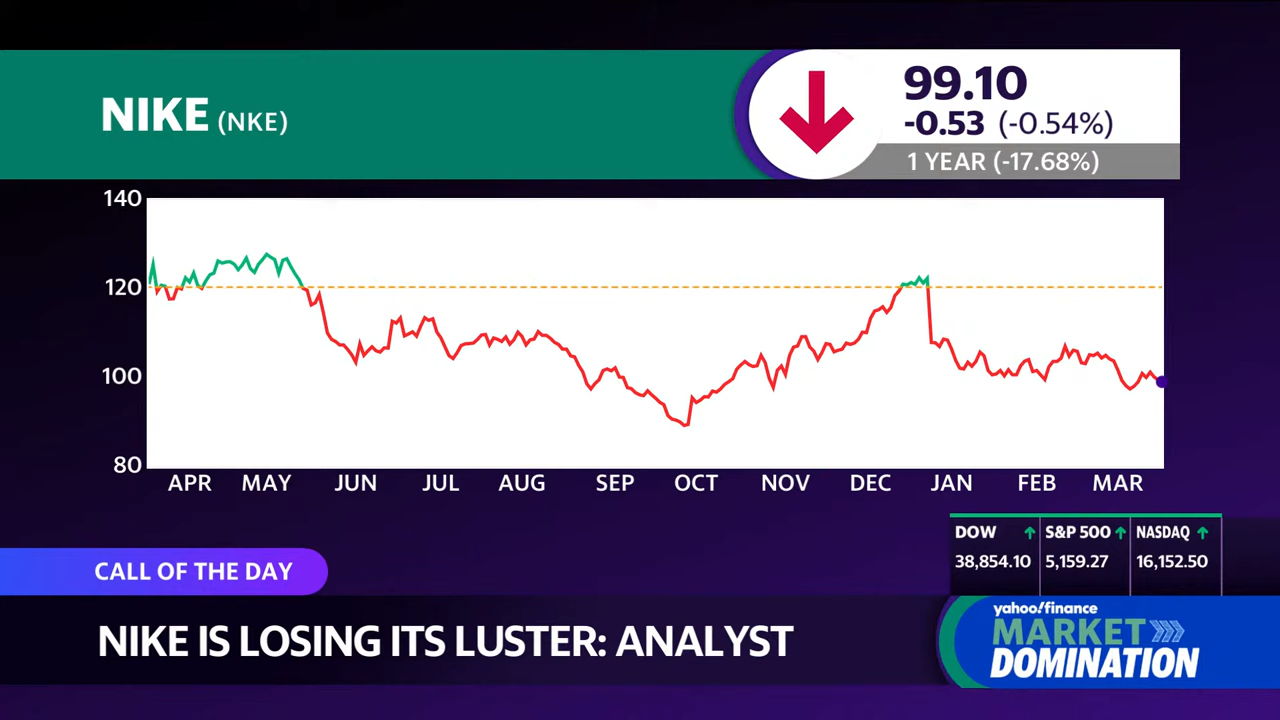 NIKE (NKE)
99.10
-0.53 (-0.54%)
1 YEAR (-17.68%)
140
120
100
80
APR MAY JUN JUL AUG SEP OCT NOV DEC JAN FEB MAR
DOW S&P 500 NASDAQ
38,854.10 5,159.27 16,152.50
CALL OF THE DAY
NIKE IS LOSING ITS LUSTER: ANALYST
yahoo!finance
MARKET
DOMINATION